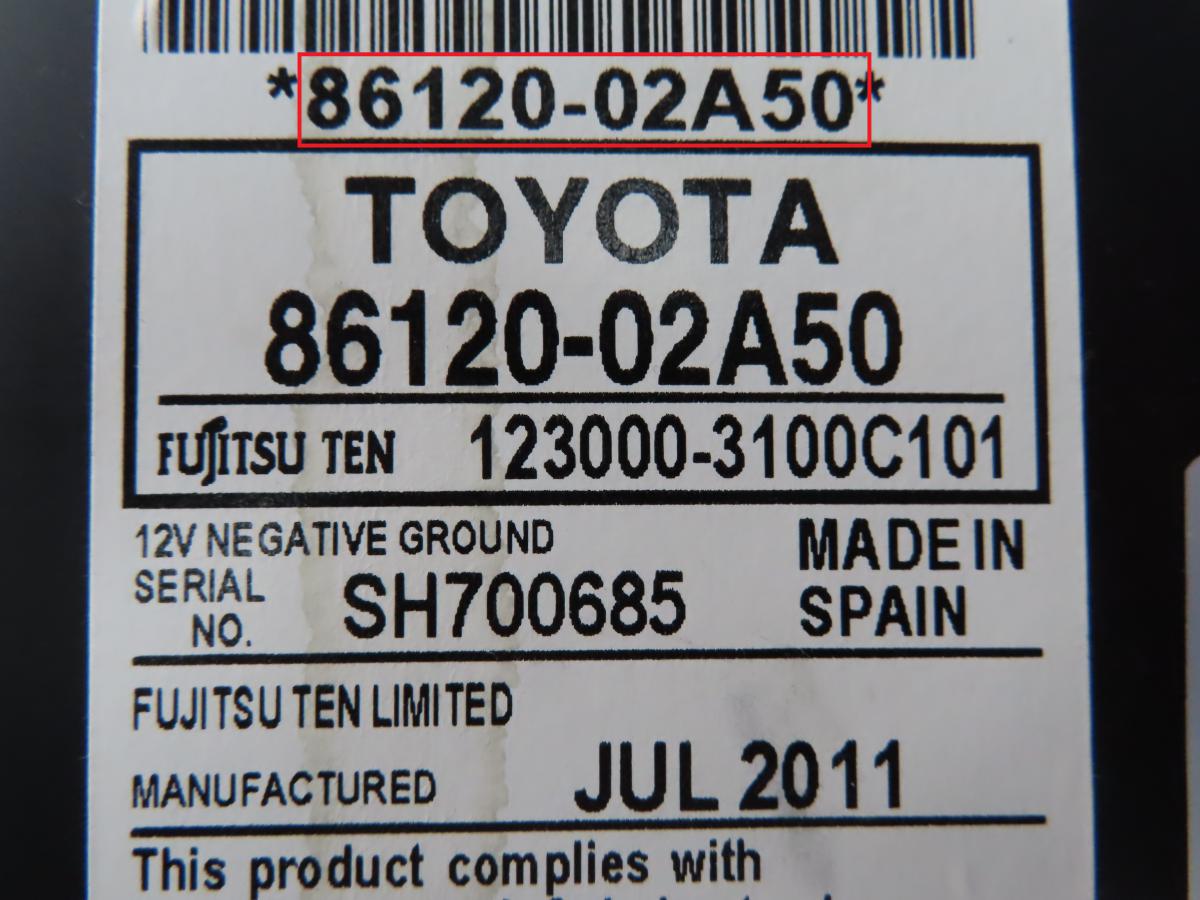 *86120-02A50*
TOYOTA
86120-02A50
FUJITSU TEN 123000-3100C101
12V NEGATIVE GROUND
MADE IN
SERIAL
NO. SH700685
SPAIN
FUJITSU TEN LIMITED
MANUFACTURED JUL 2011
This product complies with